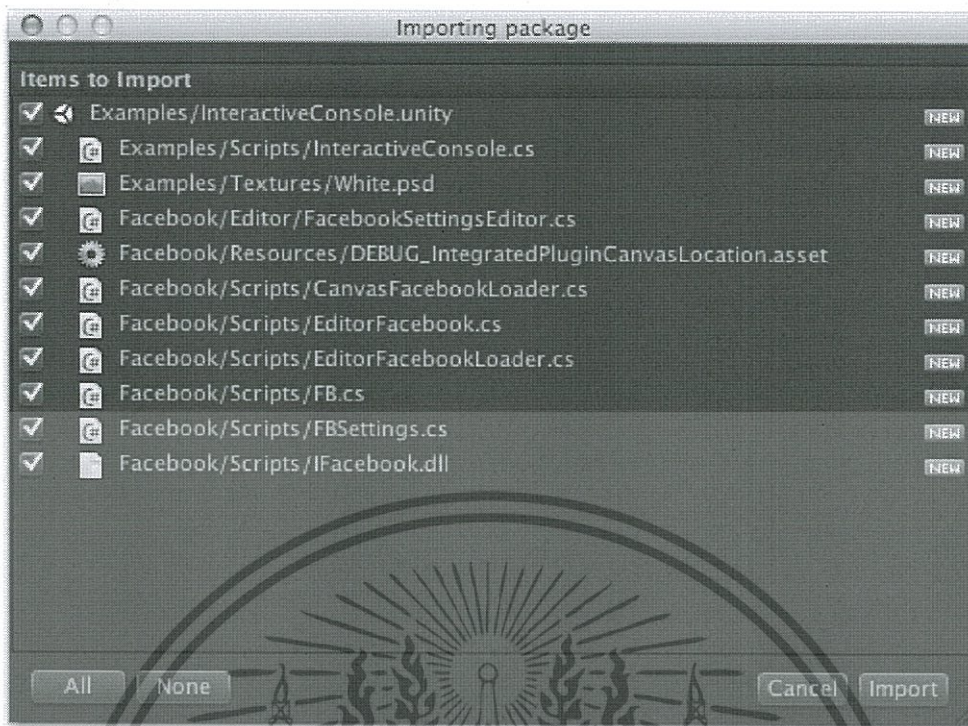 Importing package
Items to Import
Examples/InteractiveConsole.unity NEW
C# Examples/Scripts/InteractiveConsole.cs NEW
Examples/Textures/White.psd NEW
C# Facebook/Editor/FacebookSettingsEditor.cs NEW
Facebook/Resources/DEBUG_IntegratedPluginCanvasLocation.asset NEW
C# Facebook/Scripts/CanvasFacebookLoader.cs NEW
C# Facebook/Scripts/EditorFacebook.cs NEW
C# Facebook/Scripts/EditorFacebookLoader.cs NEW
C# Facebook/Scripts/FB.cs NEW
C# Facebook/Scripts/FBSettings.cs NEW
Facebook/Scripts/IFacebook.dll NEW
All None Cancel Import